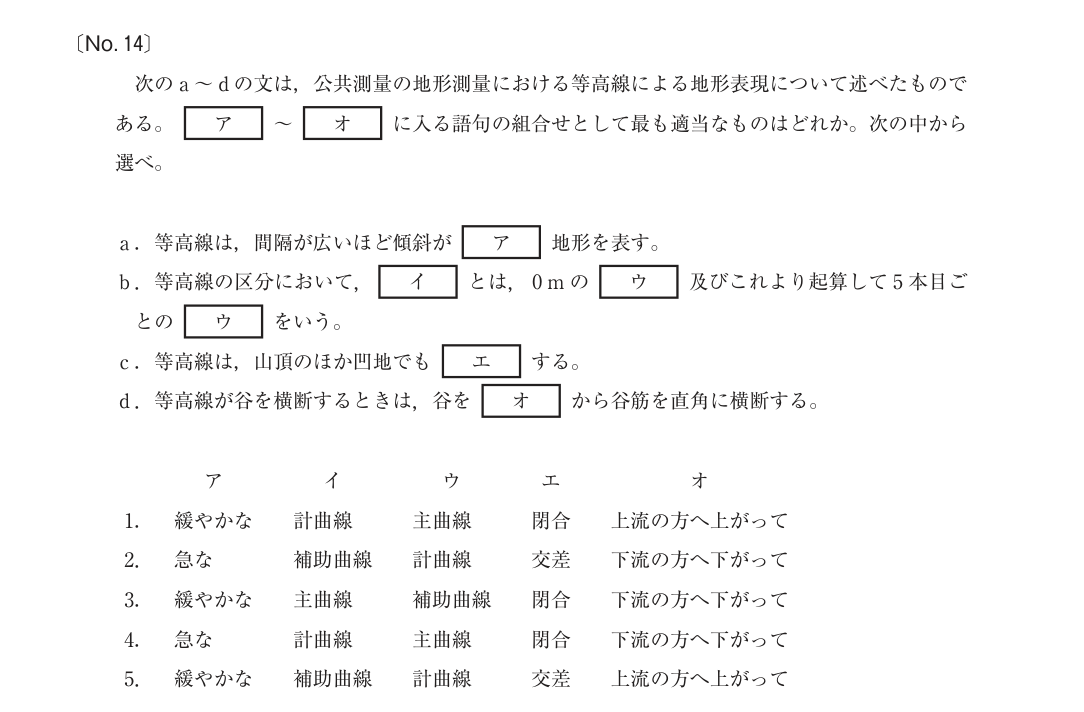 〔No. 14〕
次のａ～ｄの文は，公共測量の地形測量における等高線による地形表現について述べたもので
ある。 ア ～ オ に入る語句の組合せとして最も適当なものはどれか。次の中から
選べ。
ａ．等高線は，間隔が広いほど傾斜が ア 地形を表す。
ｂ．等高線の区分において， イ とは，0 m の ウ 及びこれより起算して 5 本目ご
との ウ をいう。
ｃ．等高線は，山頂のほか凹地でも エ する。
ｄ．等高線が谷を横断するときは，谷を オ から谷筋を直角に横断する。
ア イ ウ エ オ
1. 緩やかな 計曲線 主曲線 閉合 上流の方へ上がって
2. 急な 補助曲線 計曲線 交差 下流の方へ下がって
3. 緩やかな 主曲線 補助曲線 閉合 下流の方へ下がって
4. 急な 計曲線 主曲線 閉合 下流の方へ下がって
5. 緩やかな 補助曲線 計曲線 交差 上流の方へ上がって